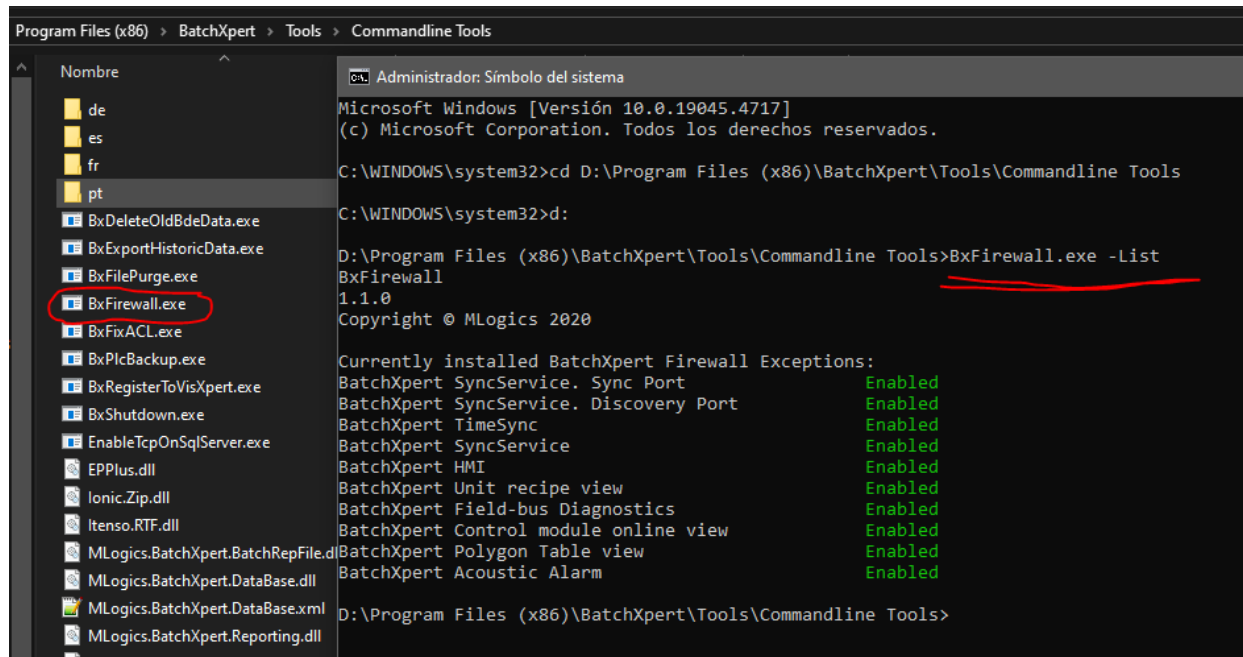 Program Files (x86) > BatchXpert > Tools > Commandline Tools
Nombre
de
es
fr
pt
BxDeleteOldBdeData.exe
BxExportHistoricData.exe
BxFilePurge.exe
BxFirewall.exe
BxFixACL.exe
BxPlcBackup.exe
BxRegisterToVisXpert.exe
BxShutdown.exe
EnableTcpOnSqlServer.exe
EPPlus.dll
Ionic.Zip.dll
Itenso.RTF.dll
MLogics.BatchXpert.BatchRepFile.dl
MLogics.BatchXpert.DataBase.dll
MLogics.BatchXpert.DataBase.xml
MLogics.BatchXpert.Reporting.dll
Administrador: Símbolo del sistema
Microsoft Windows [Versión 10.0.19045.4717]
(c) Microsoft Corporation. Todos los derechos reservados.
C:\WINDOWS\system32>cd D:\Program Files (x86)\BatchXpert\Tools\Commandline Tools
C:\WINDOWS\system32>d:
D:\Program Files (x86)\BatchXpert\Tools\Commandline Tools>BxFirewall.exe -List
BxFirewall
1.1.0
Copyright © MLogics 2020
Currently installed BatchXpert Firewall Exceptions:
BatchXpert SyncService. Sync Port Enabled
BatchXpert SyncService. Discovery Port Enabled
BatchXpert TimeSync Enabled
BatchXpert SyncService Enabled
BatchXpert HMI Enabled
BatchXpert Unit recipe view Enabled
BatchXpert Field-bus Diagnostics Enabled
BatchXpert Control module online view Enabled
BatchXpert Polygon Table view Enabled
BatchXpert Acoustic Alarm Enabled
D:\Program Files (x86)\BatchXpert\Tools\Commandline Tools>